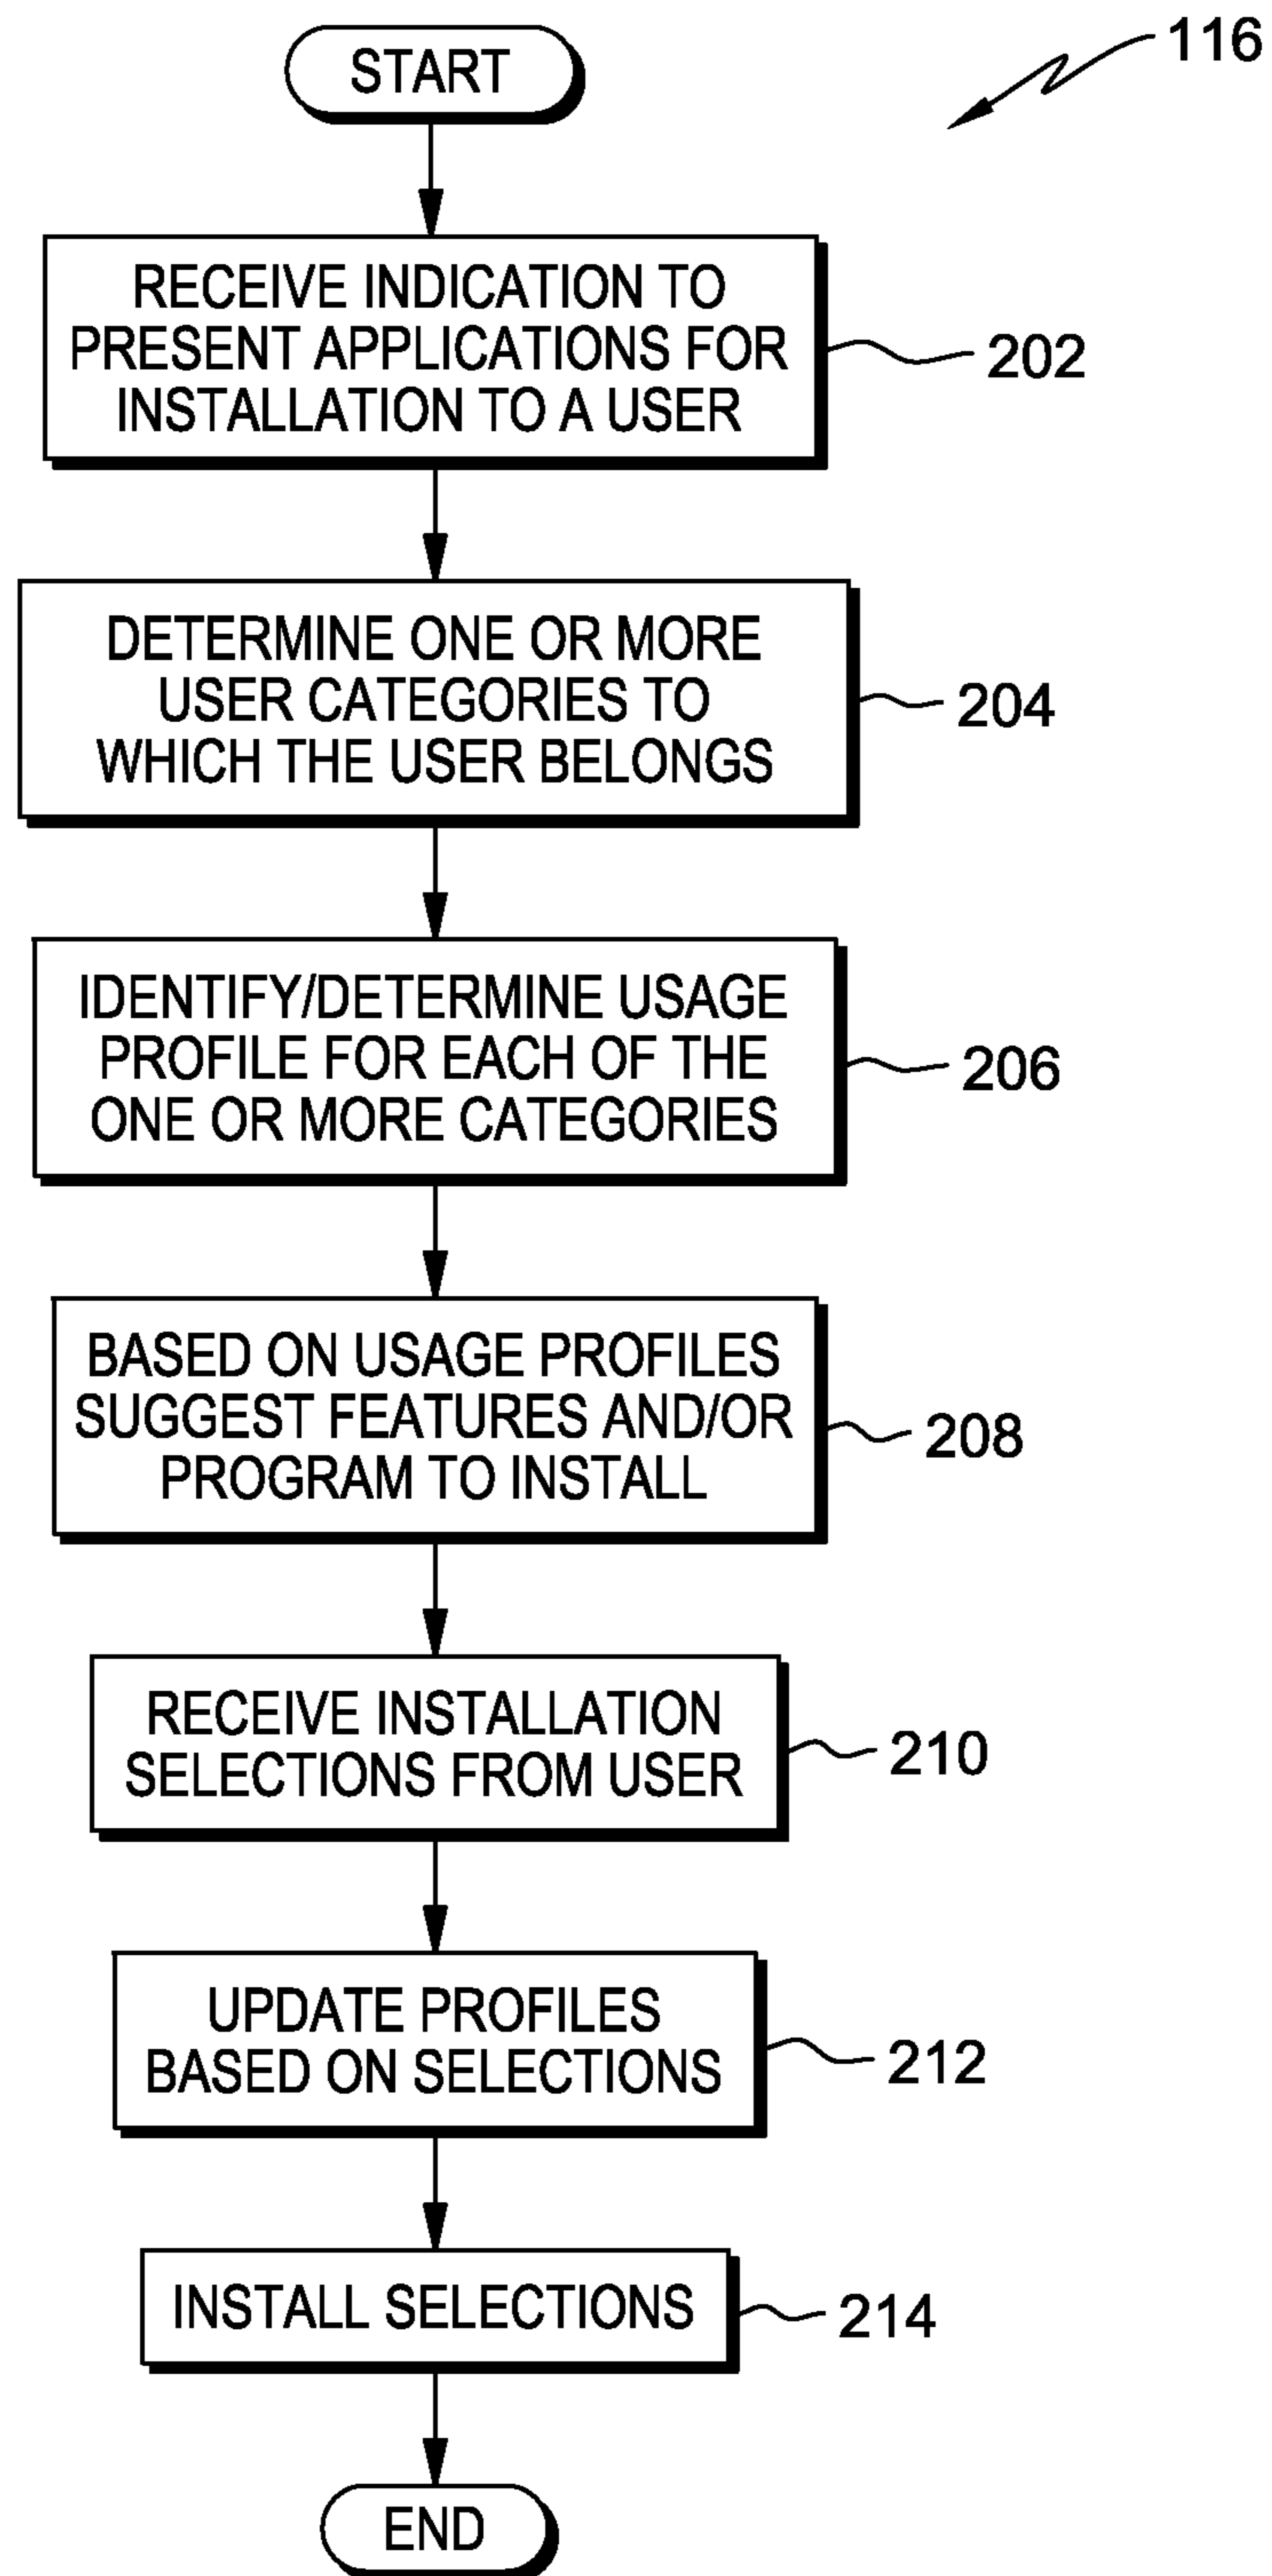 START
116
RECEIVE INDICATION TO
PRESENT APPLICATIONS FOR
INSTALLATION TO A USER
202
DETERMINE ONE OR MORE
USER CATEGORIES TO
WHICH THE USER BELONGS
204
IDENTIFY/DETERMINE USAGE
PROFILE FOR EACH OF THE
ONE OR MORE CATEGORIES
206
BASED ON USAGE PROFILES
SUGGEST FEATURES AND/OR
PROGRAM TO INSTALL
208
RECEIVE INSTALLATION
SELECTIONS FROM USER
210
UPDATE PROFILES
BASED ON SELECTIONS
212
INSTALL SELECTIONS
214
END